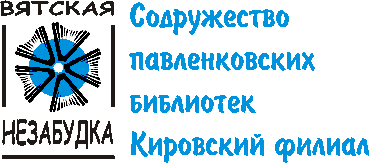 ВЯТСКАЯ
НЕЗАБУДКА
Содружество
павленковских
библиотек
Кировский филиал